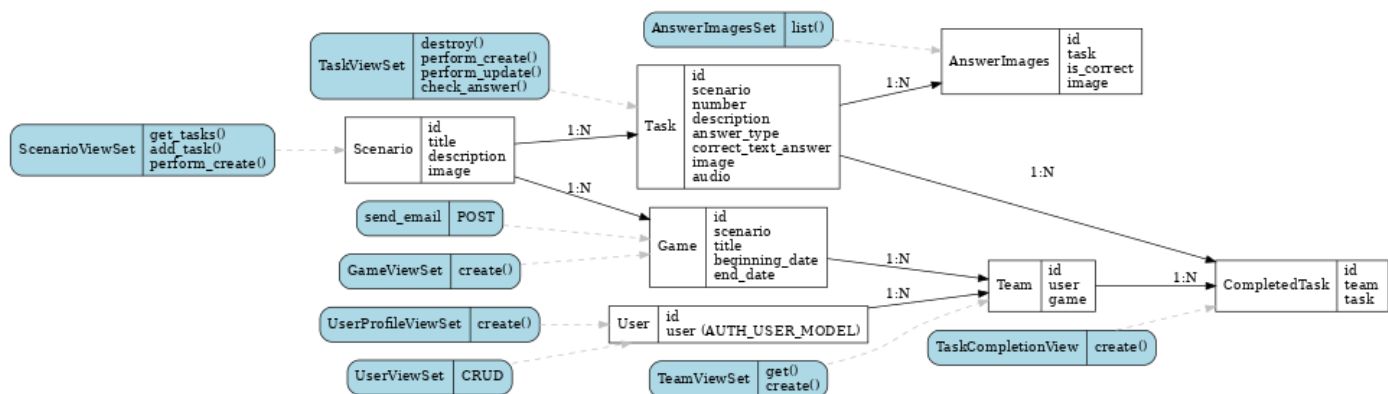 AnswerImagesSet
list()
TaskViewSet
destroy()
perform_create()
perform_update()
check_answer()
AnswerImages
id
task
is_correct
image
Task
id
scenario
number
description
answer_type
correct_text_answer
image
audio
1:N
ScenarioViewSet
get_tasks()
add_task()
perform_create()
Scenario
id
title
description
image
1:N
1:N
1:N
send_email
POST
GameViewSet
create()
Game
id
scenario
title
beginning_date
end_date
1:N
Team
id
user
game
1:N
CompletedTask
id
team
task
UserProfileViewSet
create()
User
id
user (AUTH_USER_MODEL)
1:N
TaskCompletionView
create()
UserViewSet
CRUD
TeamViewSet
get()
create()